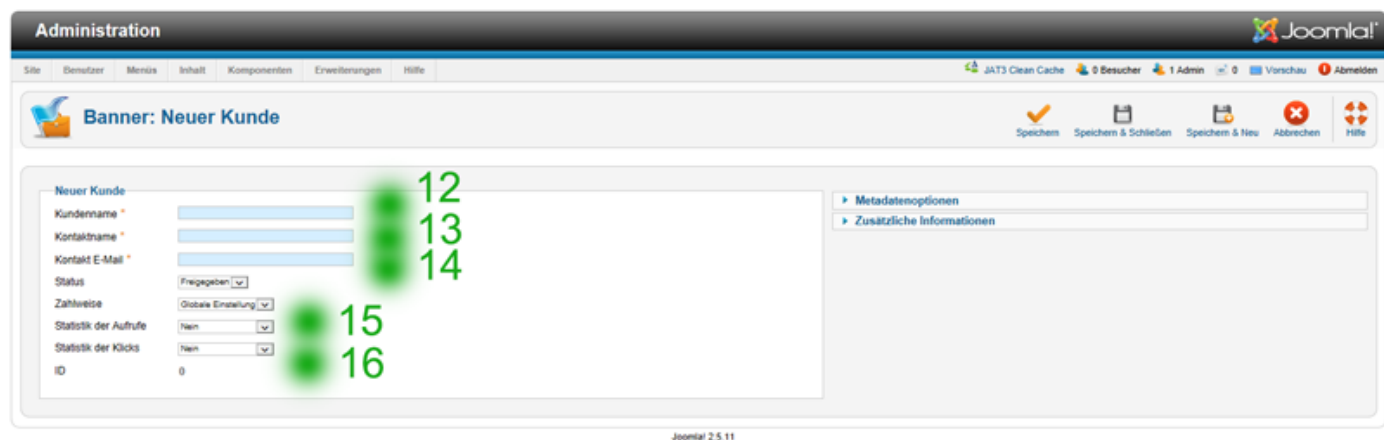 Administration
Joomla!
Site Benutzer Menüs Inhalt Komponenten Erweiterungen Hilfe
JAT3 Clean Cache 0 Besucher 1 Admin 0 Vorschau Abmelden
Banner: Neuer Kunde
Speichern Speichern & Schließen Speichern & Neu Abbrechen Hilfe
Neuer Kunde
Kundenname *
12
Kontaktname *
13
Kontakt E-Mail *
14
Status Freigegeben
Zahlweise Globale Einstellung
Statistik der Aufrufe Nein
15
Statistik der Klicks Nein
16
ID 0
Metadatenoptionen
Zusätzliche Informationen
Joomla! 2.5.11